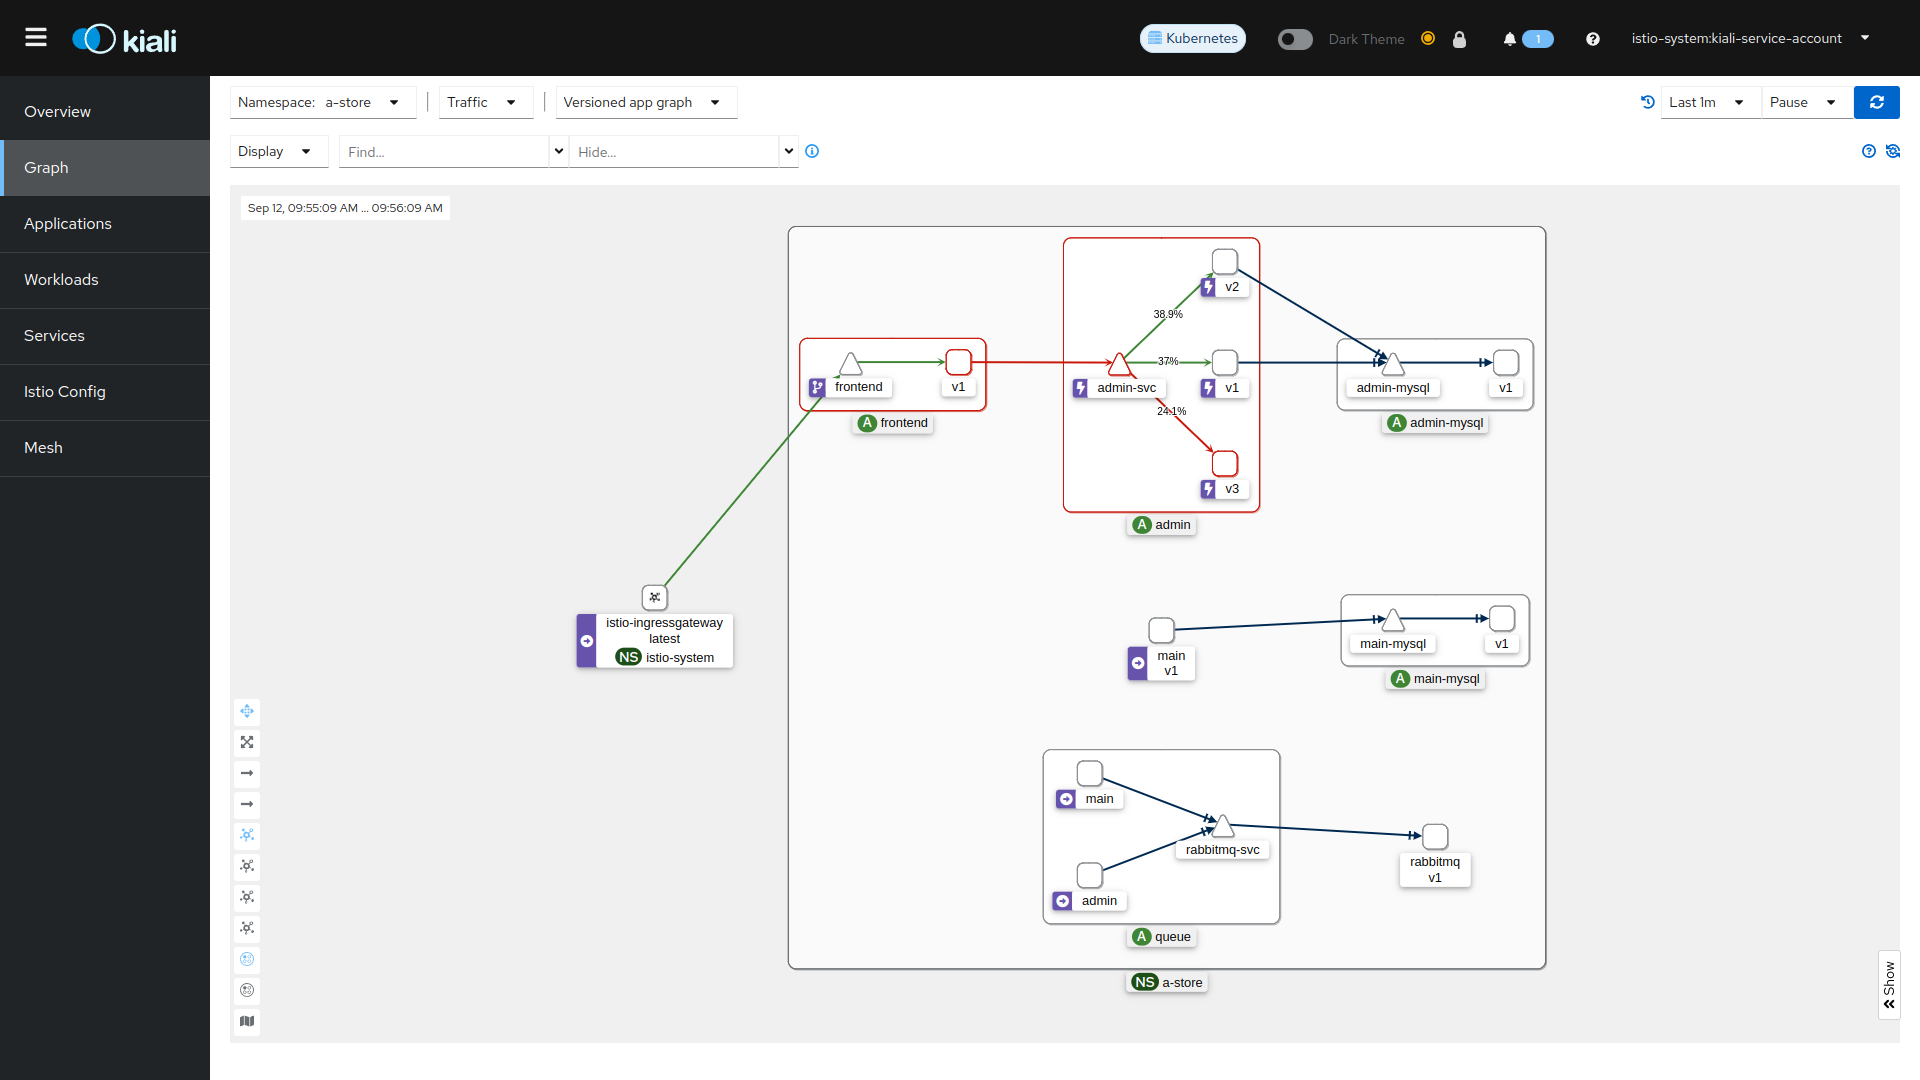 kiali
Kubernetes
Dark Theme
1
istio-system:kiali-service-account
Overview
Graph
Applications
Workloads
Services
Istio Config
Mesh
Namespace: a-store
Traffic
Versioned app graph
Last 1m
Pause
Display
Find...
Hide...
Sep 12, 09:55:09 AM ... 09:56:09 AM
v2
38.9%
37%
24.1%
frontend
v1
A frontend
admin-svc
v1
v3
A admin
admin-mysql
v1
A admin-mysql
istio-ingressgateway
latest
NS istio-system
main
v1
main-mysql
v1
A main-mysql
main
rabbitmq-svc
admin
rabbitmq
v1
A queue
NS a-store
Show